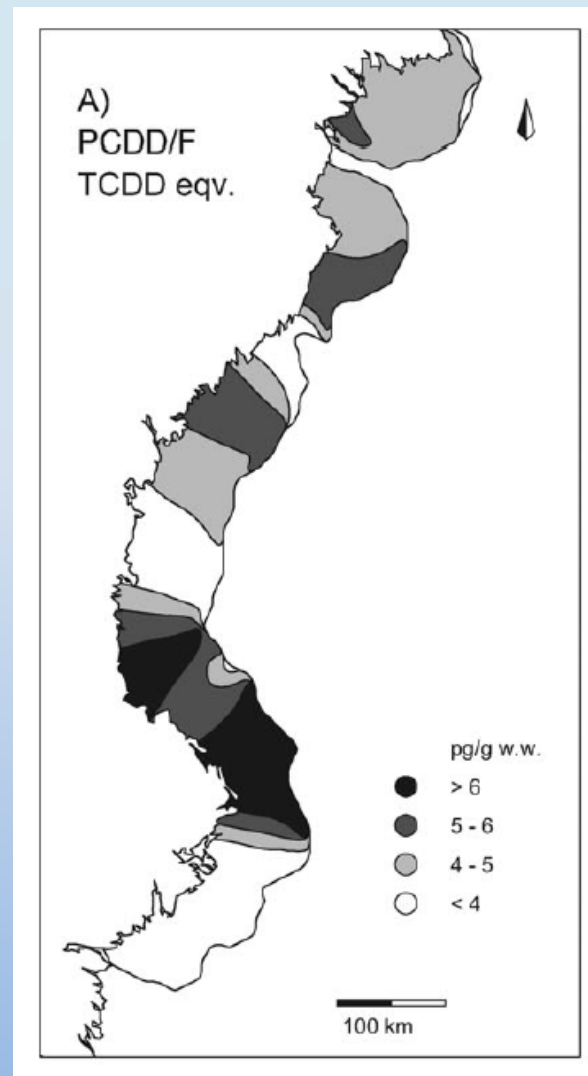 A)
PCDD/F
TCDD eqv.
pg/g w.w.
> 6
5 - 6
4 - 5
< 4
100 km